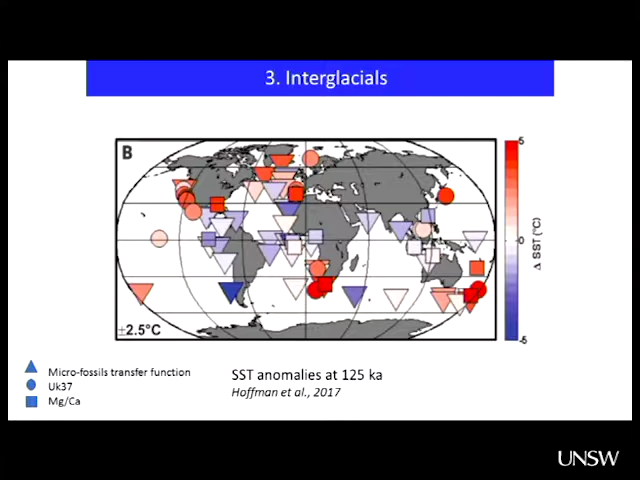 3. Interglacials
B
5
0
-5
Δ SST (°C)
±2.5°C
Micro-fossils transfer function
Uk37
Mg/Ca
SST anomalies at 125 ka
Hoffman et al., 2017
UNSW